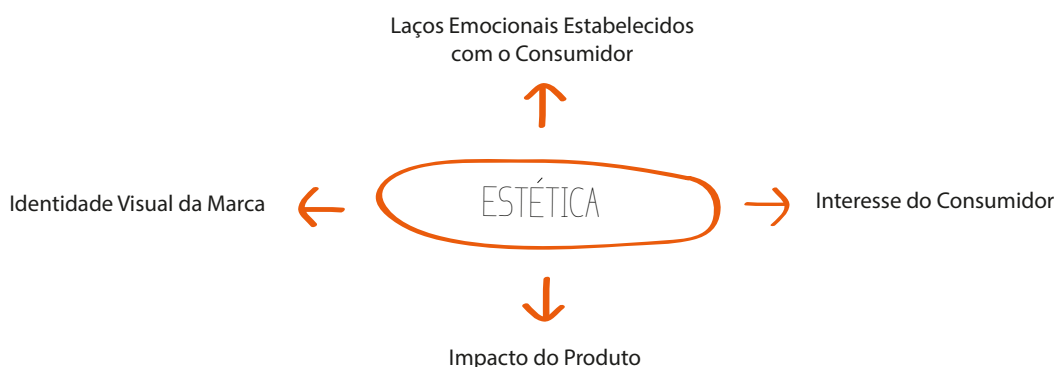 Laços Emocionais Estabelecidos
com o Consumidor
Identidade Visual da Marca
ESTÉTICA
Interesse do Consumidor
Impacto do Produto